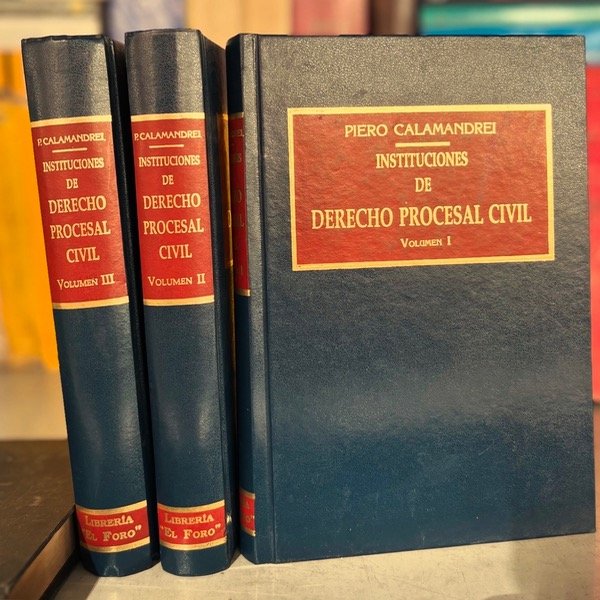 P. CALAMANDREI
INSTITUCIONES
DE
DERECHO
PROCESAL
CIVIL
VOLUMEN III
LIBRERÍA
"EL FORO"
P. CALAMANDREI
INSTITUCIONES
DE
DERECHO
PROCESAL
CIVIL
VOLUMEN II
LIBRERÍA
"EL FORO"
PIERO CALAMANDREI
INSTITUCIONES
DE
DERECHO PROCESAL CIVIL
VOLUMEN I